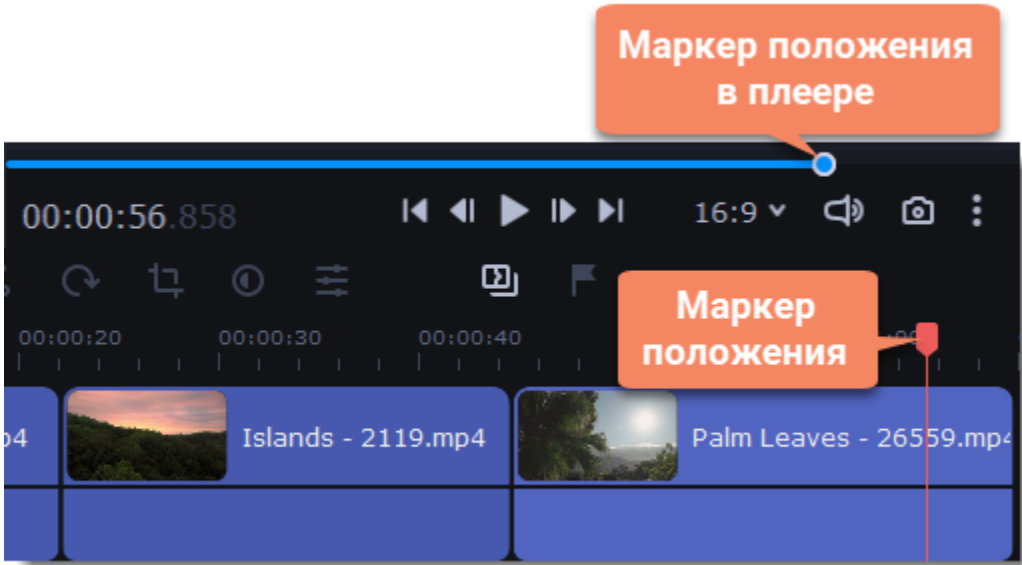 Маркер положения
в плеере
00:00:56.858
16:9
Маркер
положения
00:00:20
00:00:30
00:00:40
Islands - 2119.mp4
Palm Leaves - 26559.mp4